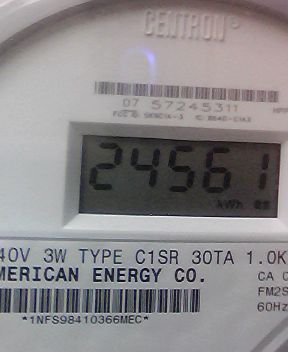 CENTRON®
07 57245311
24561
kWh
40V 3W TYPE C1SR 30TA 1.0K
MERICAN ENERGY CO.
CA
FM2S
60Hz
*1NFS98410366MEC*